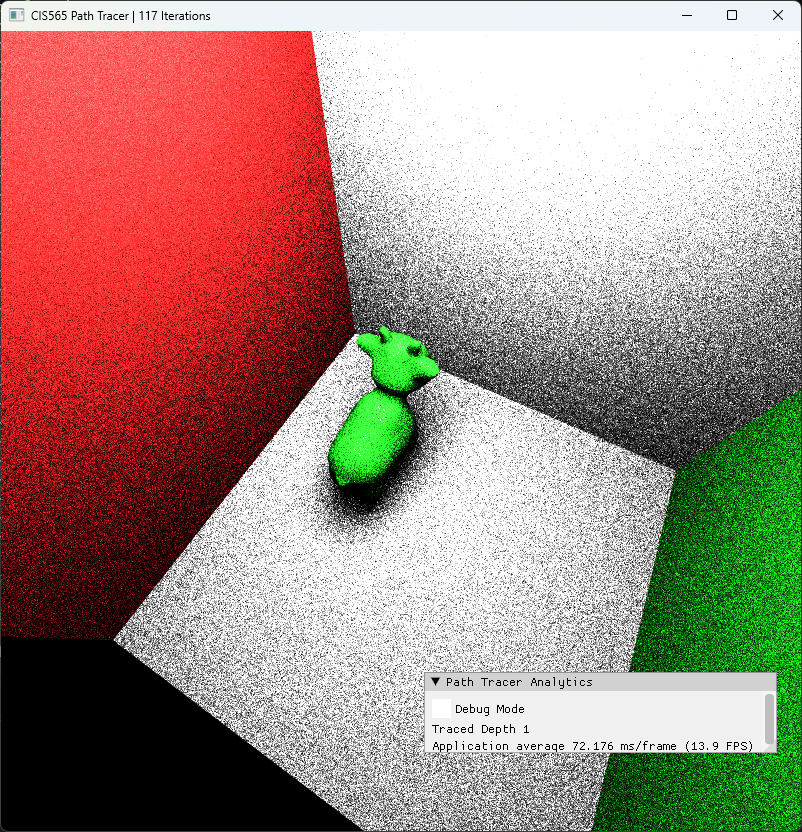 CIS565 Path Tracer | 117 Iterations
▼ Path Tracer Analytics
Debug Mode
Traced Depth 1
Application average 72.176 ms/frame (13.9 FPS)